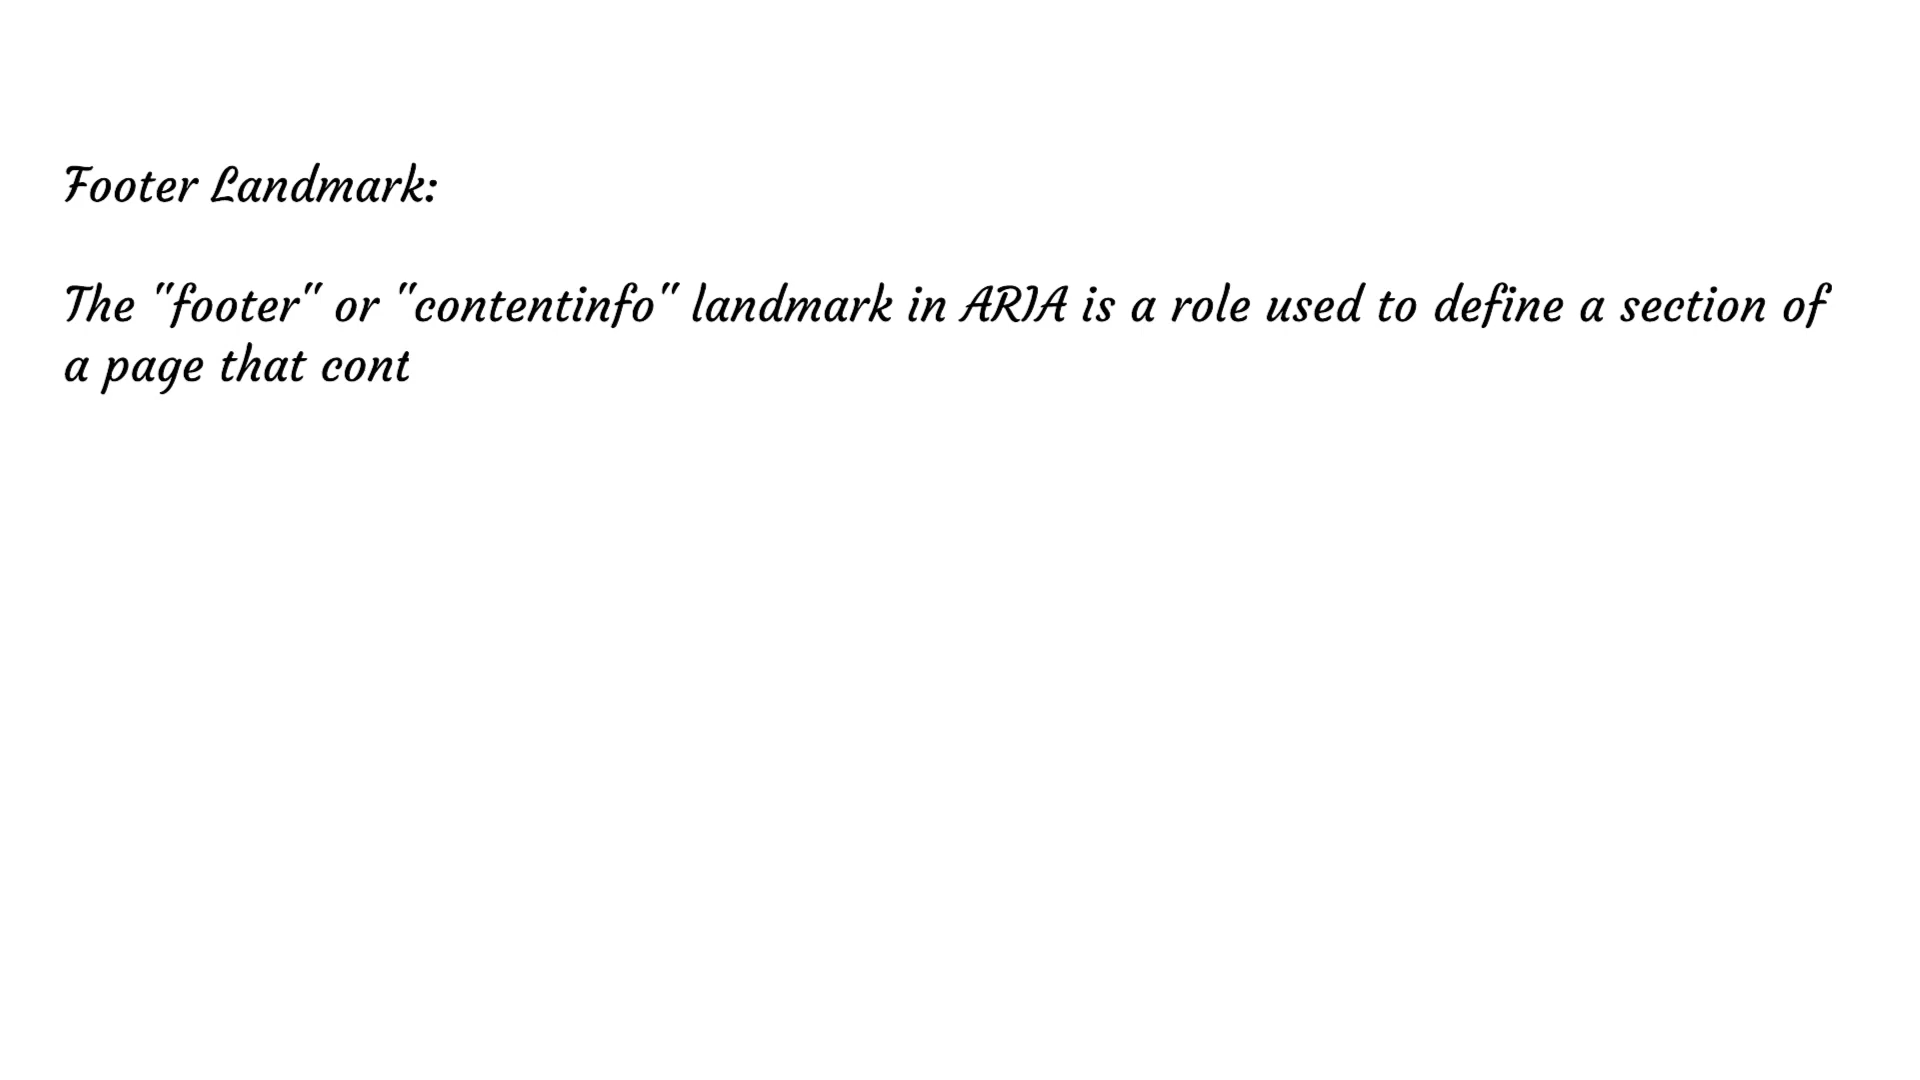 Footer Landmark:
The "footer" or "contentinfo" landmark in ARIA is a role used to define a section of
a page that cont